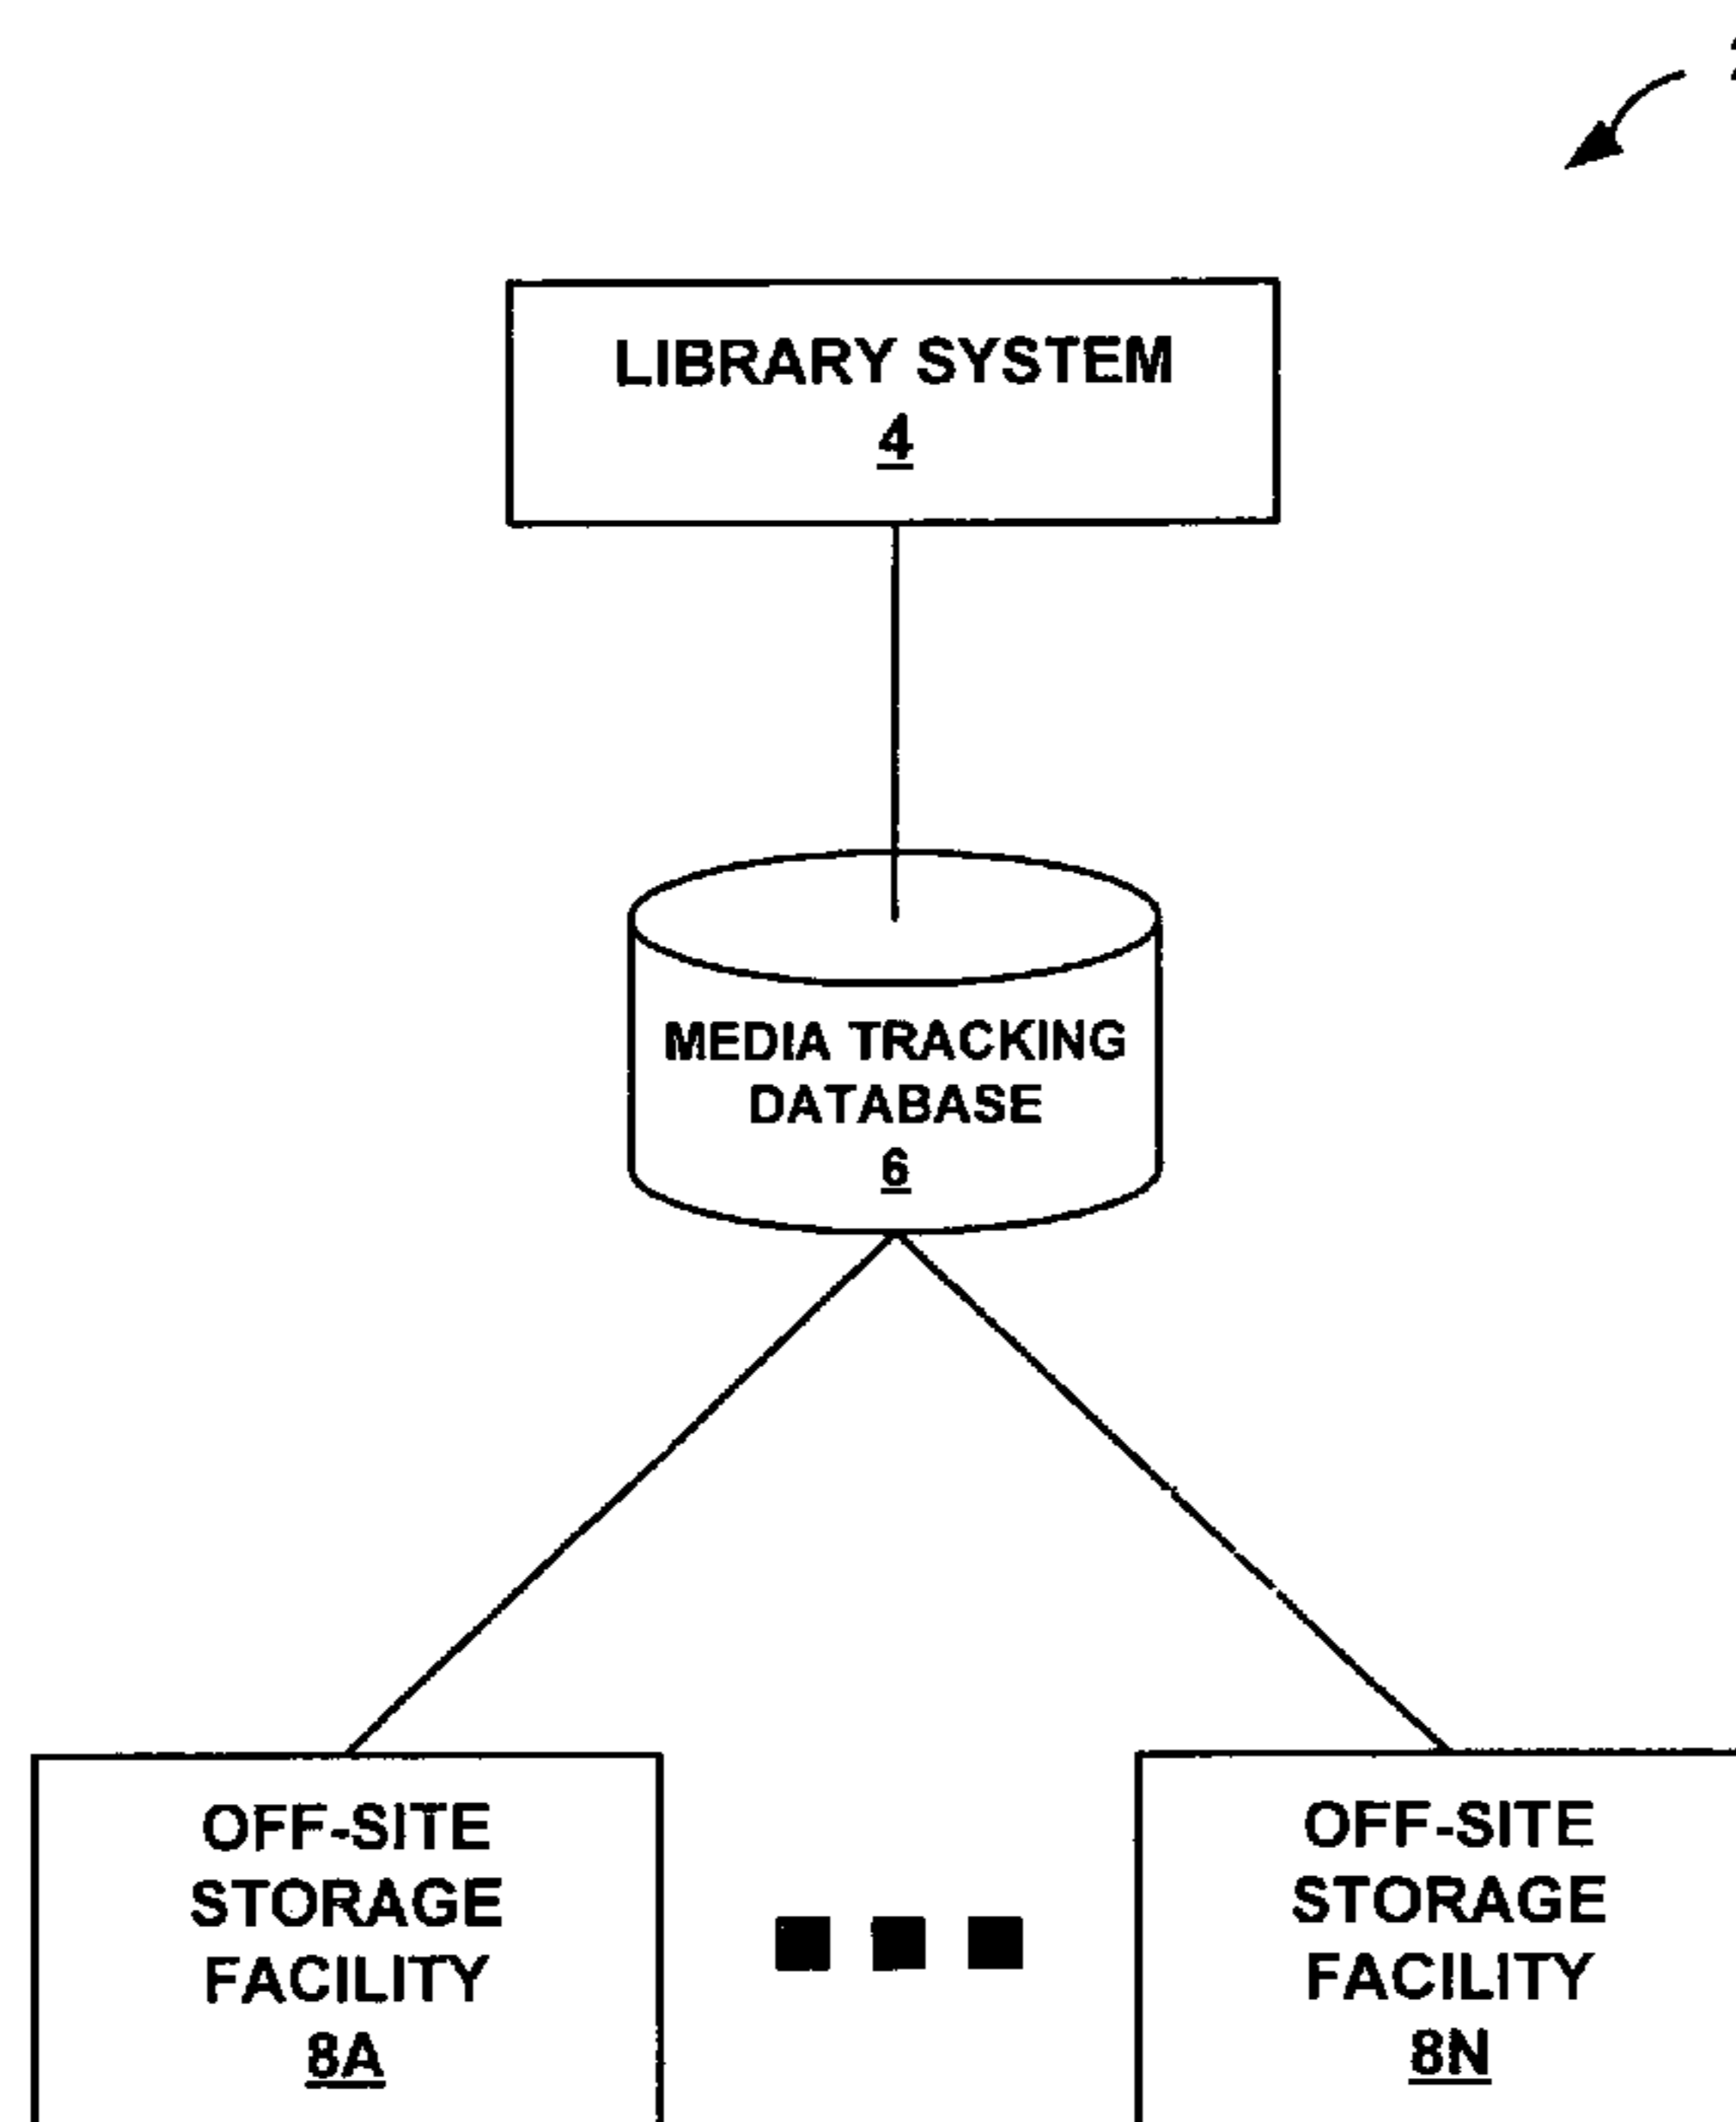 LIBRARY SYSTEM
4
MEDIA TRACKING
DATABASE
6
OFF-SITE
STORAGE
FACILITY
8A
OFF-SITE
STORAGE
FACILITY
8N